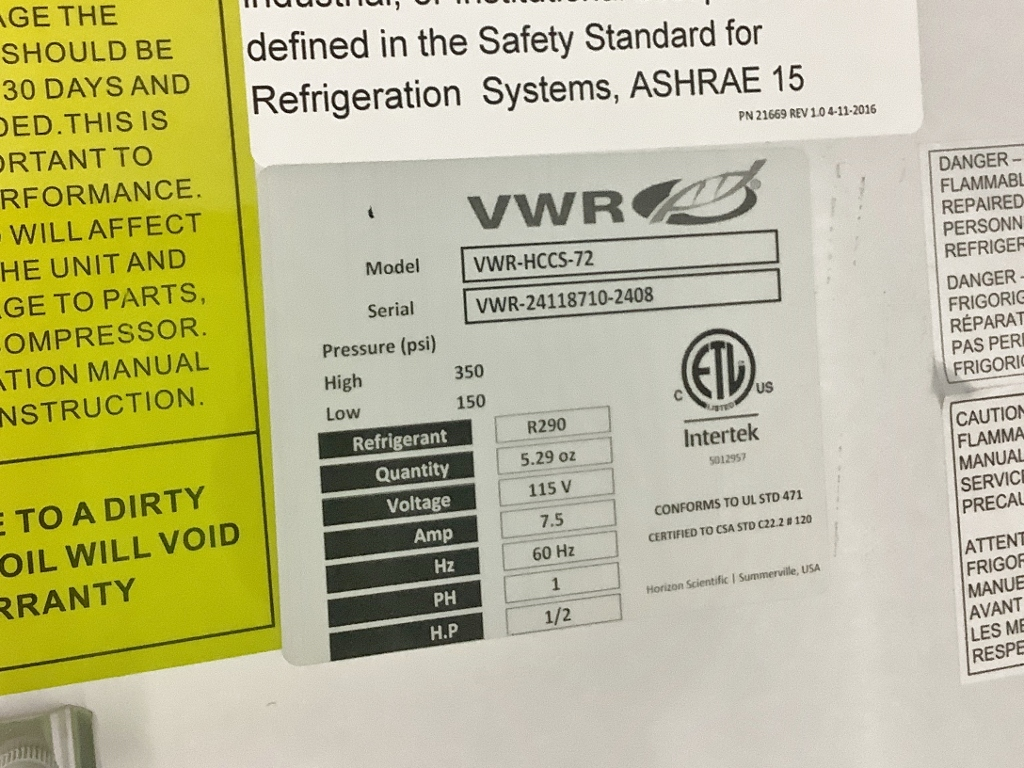 AGE THE
SHOULD BE
30 DAYS AND
DED.THIS IS
ORTANT TO
RFORMANCE.
WILL AFFECT
HE UNIT AND
AGE TO PARTS,
COMPRESSOR.
ATION MANUAL
NSTRUCTION.
E TO A DIRTY
OIL WILL VOID
RRANTY
defined in the Safety Standard for
Refrigeration Systems, ASHRAE 15
PN 21669 REV 1.0 4-11-2016
VWR
Model VWR-HCCS-72
Serial VWR-24118710-2408
Pressure (psi)
High 350
Low 150
Refrigerant R290
Quantity 5.29 oz
Voltage 115 V
Amp 7.5
Hz 60 Hz
PH 1
H.P 1/2
C ETL US
LISTED
Intertek
5012957
CONFORMS TO UL STD 471
CERTIFIED TO CSA STD C22.2 # 120
Horizon Scientific | Summerville, USA
DANGER –
FLAMMABL
REPAIRED
PERSONN
REFRIGER
DANGER -
FRIGORIG
RÉPARAT
PAS PERI
FRIGORIG
CAUTION
FLAMMA
MANUAL
SERVIC
PRECAU
ATTENT
FRIGOR
MANUE
AVANT
LES ME
RESPE